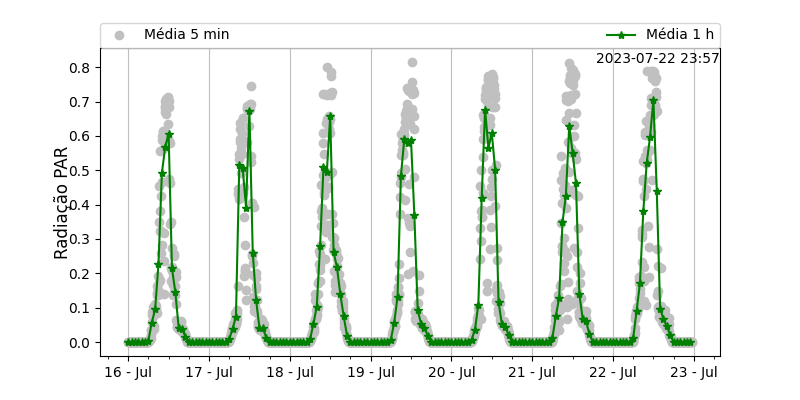 Média 5 min
Média 1 h
2023-07-22 23:57
Radiação PAR
0.8
0.7
0.6
0.5
0.4
0.3
0.2
0.1
0.0
16 - Jul
17 - Jul
18 - Jul
19 - Jul
20 - Jul
21 - Jul
22 - Jul
23 - Jul